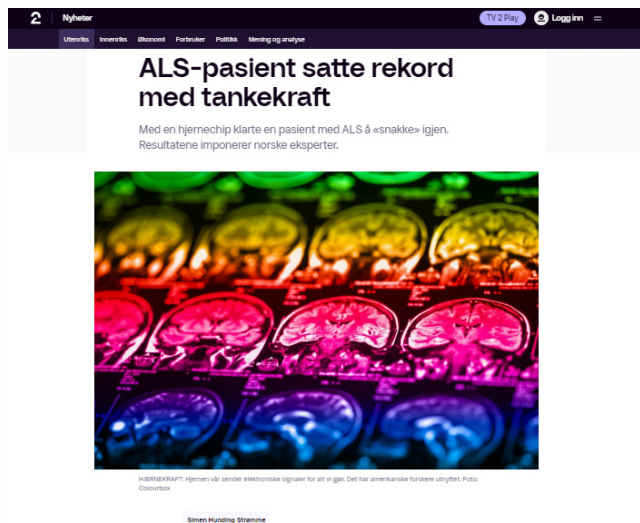 2 Nyheter TV 2 Play Logg inn
Utenriks Innenriks Økonomi Forbruker Politikk Mening og analyse
ALS-pasient satte rekord
med tankekraft
Med en hjernechip klarte en pasient med ALS å «snakke» igjen.
Resultatene imponerer norske eksperter.
HJERNEKRAFT: Hjernen vår sender elektroniske signaler for alt vi gjør. Det har amerikanske forskere utnyttet. Foto:
Colourbox
Simen Hunding Strømme